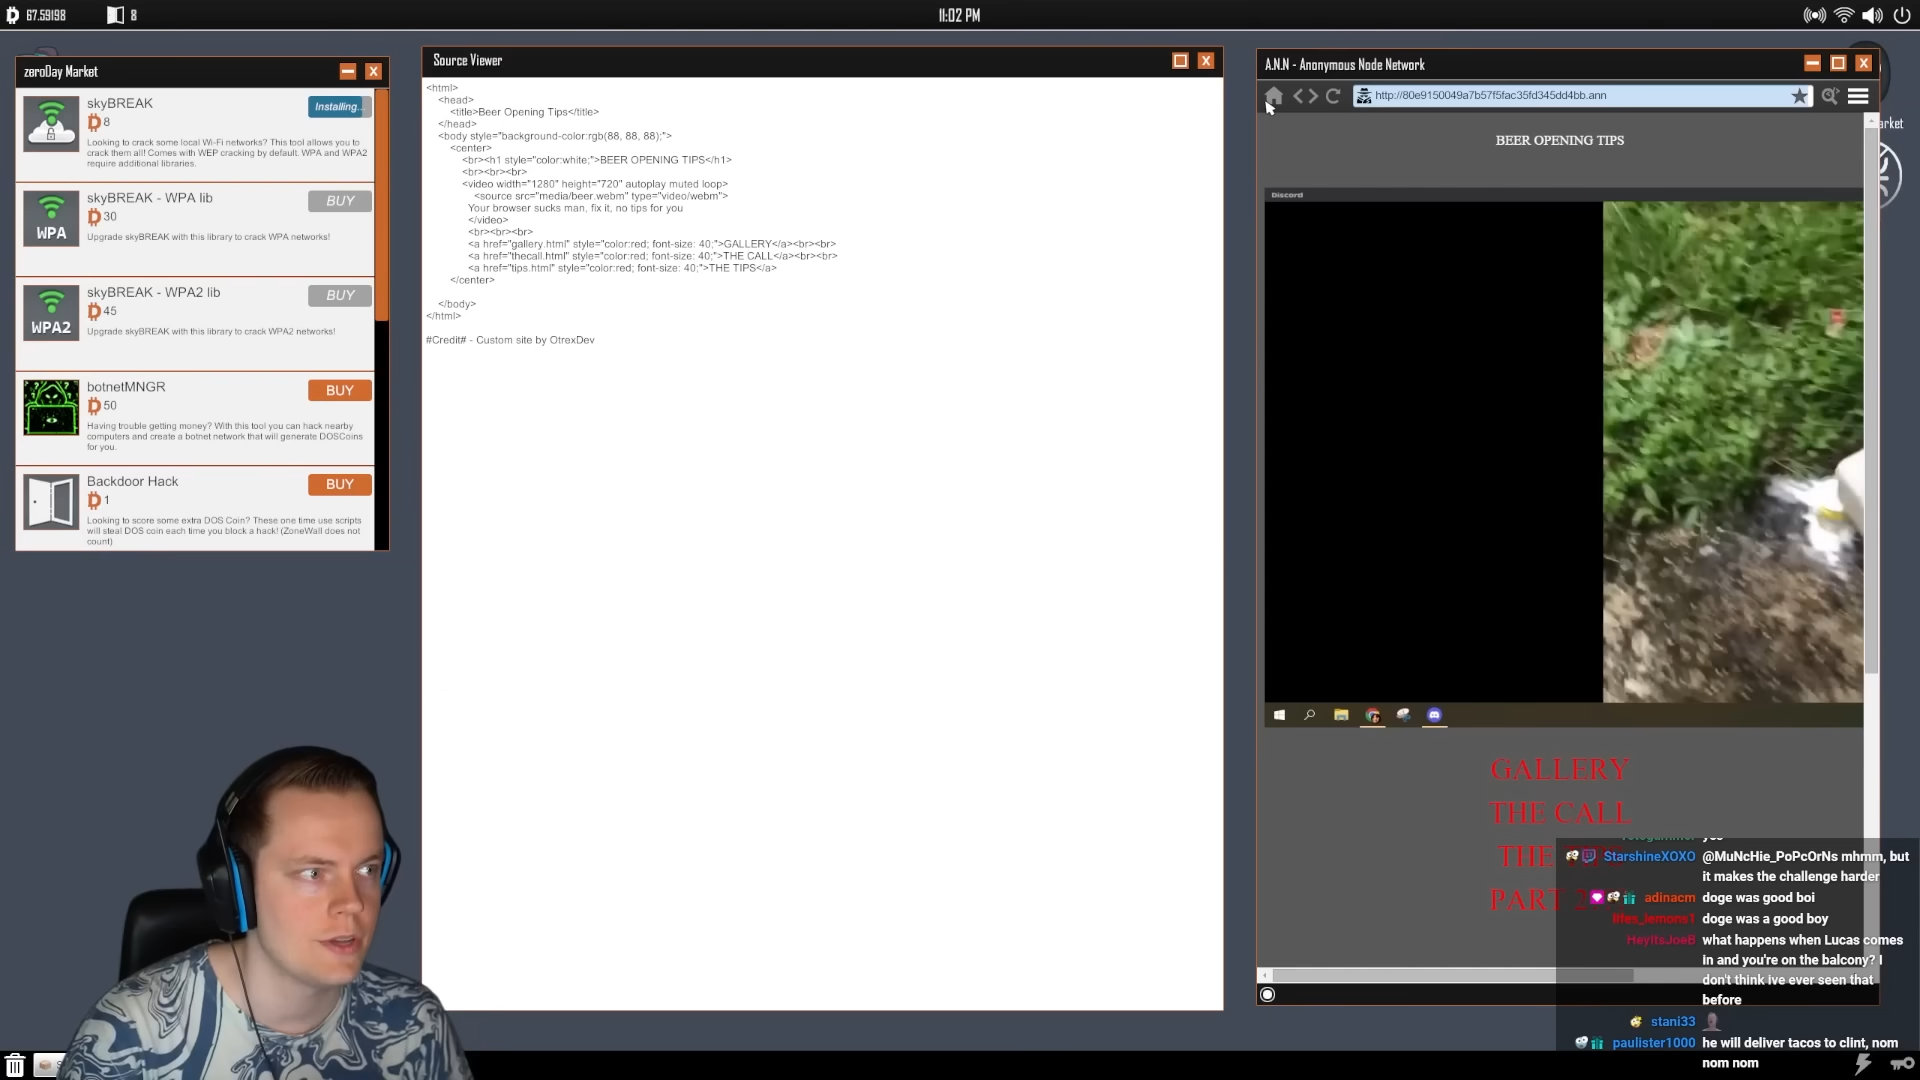 67.59198
8
11:02 PM
zeroDay Market
skyBREAK
Installing..
8
Looking to crack some local Wi-Fi networks? This tool allows you to
crack them all! Comes with WEP cracking by default. WPA and WPA2
require additional libraries.
WPA
skyBREAK - WPA lib
BUY
30
Upgrade skyBREAK with this library to crack WPA networks!
WPA2
skyBREAK - WPA2 lib
BUY
45
Upgrade skyBREAK with this library to crack WPA2 networks!
botnetMNGR
BUY
50
Having trouble getting money? With this tool you can hack nearby
computers and create a botnet network that will generate DOSCoins
for you.
Backdoor Hack
BUY
1
Looking to score some extra DOS Coin? These one time use scripts
will steal DOS coin each time you block a hack! (ZoneWall does not
count)
Source Viewer
<html>
<head>
<title>Beer Opening Tips</title>
</head>
<body style="background-color:rgb(88, 88, 88);">
<center>
<br><h1 style="color:white;">BEER OPENING TIPS</h1>
<br><br><br>
<video width="1280" height="720" autoplay muted loop>
<source src="media/beer.webm" type="video/webm">
Your browser sucks man, fix it, no tips for you
</video>
<br><br><br>
<a href="gallery.html" style="color:red; font-size: 40;">GALLERY</a><br><br>
<a href="thecall.html" style="color:red; font-size: 40;">THE CALL</a><br><br>
<a href="tips.html" style="color:red; font-size: 40;">THE TIPS</a>
</center>
</body>
</html>
#Credit# - Custom site by OtrexDev
A.N.N - Anonymous Node Network
http://80e9150049a7b57f5fac35fd345dd4bb.ann
arket
BEER OPENING TIPS
Discord
GALLERY
THE CALL
THE
PART 2
yes
StarshineXOXO @MuNcHie_PoPcOrNs mhmm, but
it makes the challenge harder
adinacm doge was good boi
lifes_lemons1 doge was a good boy
HeyItsJoeB what happens when Lucas comes
in and you're on the balcony? I
don't think ive ever seen that
before
stani33
paulister1000 he will deliver tacos to clint, nom
nom nom